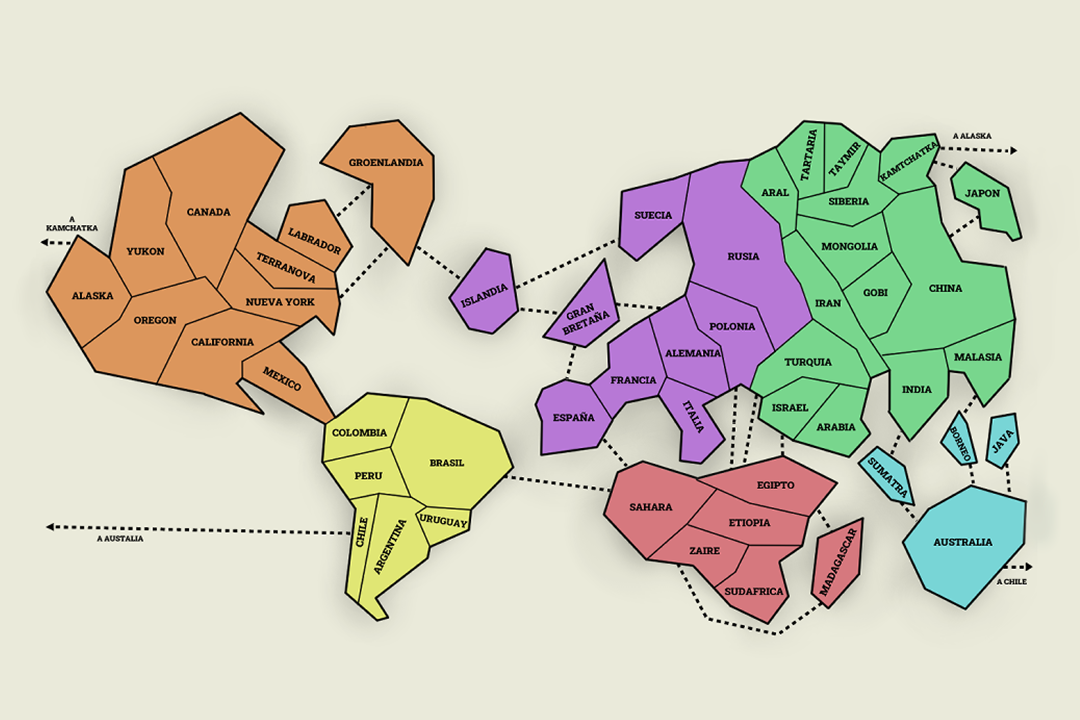 A ALASKA
GROENLANDIA
TARTARIA
TAYMIR
KAMTCHATKA
JAPON
ARAL
SIBERIA
CANADA
SUECIA
A
KAMCHATKA
LABRADOR
MONGOLIA
YUKON
RUSIA
TERRANOVA
ALASKA
ISLANDIA
GOBI
CHINA
NUEVA YORK
IRAN
OREGON
GRAN
BRETAÑA
POLONIA
CALIFORNIA
ALEMANIA
TURQUIA
MALASIA
MEXICO
FRANCIA
INDIA
ISRAEL
ESPAÑA
ITALIA
ARABIA
COLOMBIA
BORNEO
JAVA
BRASIL
PERU
SUMATRA
EGIPTO
SAHARA
CHILE
ARGENTINA
URUGUAY
ETIOPIA
A AUSTALIA
AUSTRALIA
ZAIRE
MADAGASCAR
A CHILE
SUDAFRICA